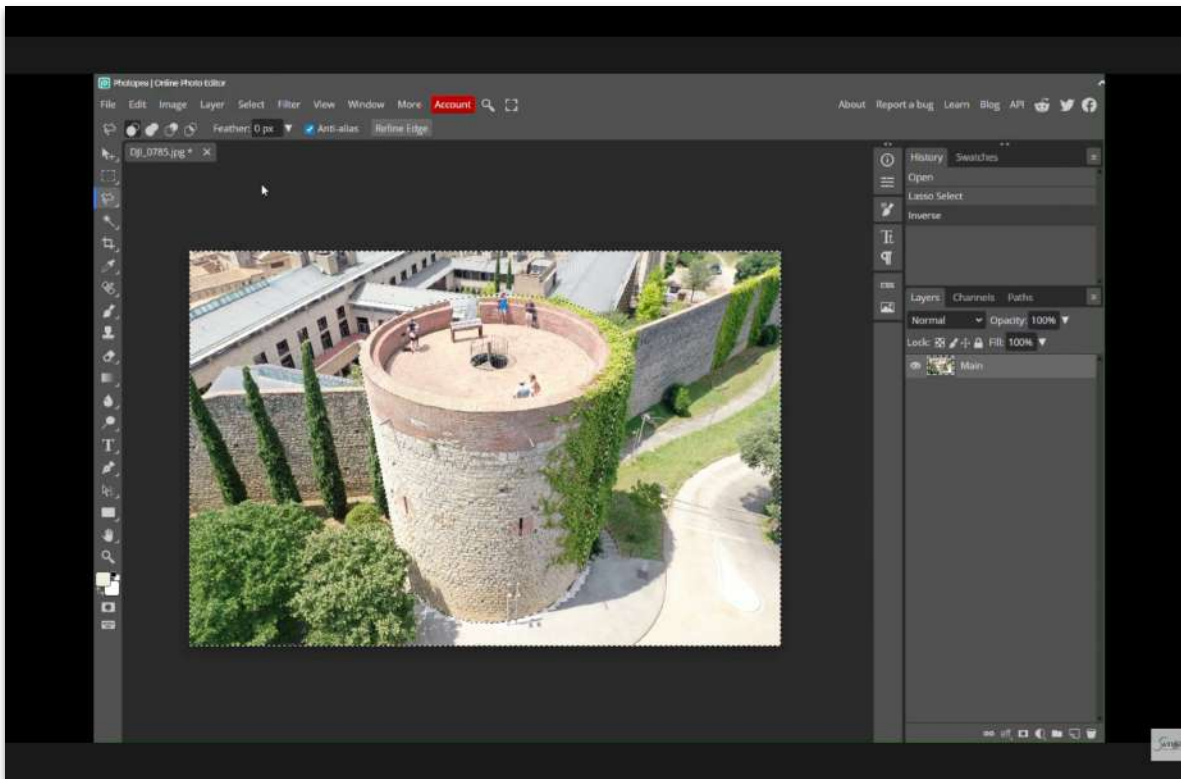 Photopea | Online Photo Editor
File Edit Image Layer Select Filter View Window More Account About Report a bug Learn Blog API
Feather: 0 px Anti-alias Refine Edge
DJI_0785.jpg * ×
History Swatches
Open
Lasso Select
Inverse
Layers Channels Paths
Normal Opacity: 100%
Lock: Fill: 100%
Main